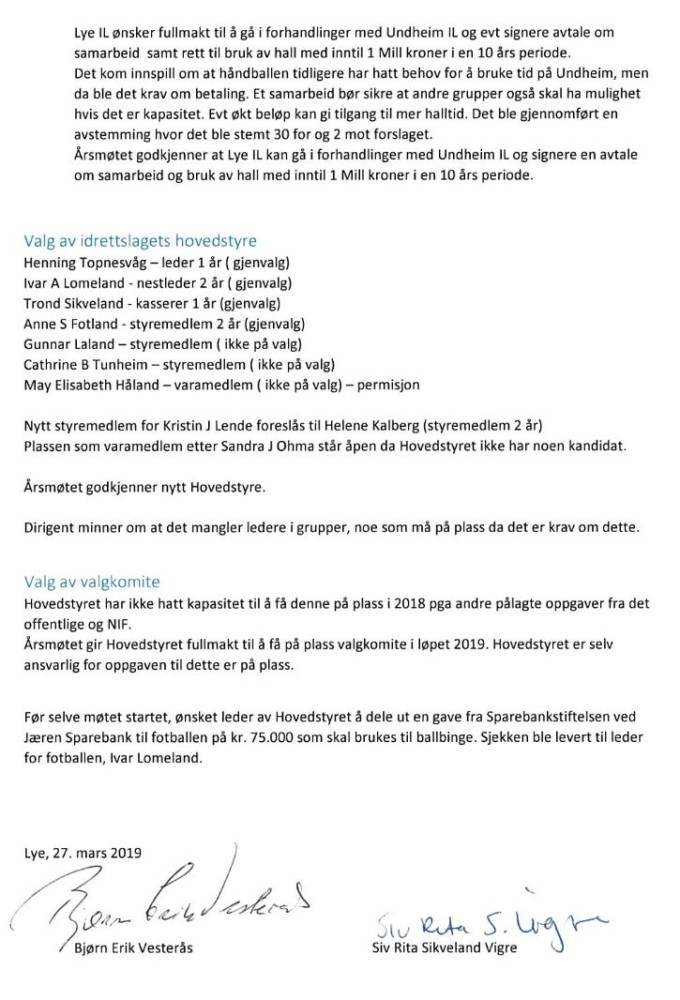 Lye IL ønsker fullmakt til å gå i forhandlinger med Undheim IL og evt signere avtale om
samarbeid samt rett til bruk av hall med inntil 1 Mill kroner i en 10 års periode.
Det kom innspill om at håndballen tidligere har hatt behov for å bruke tid på Undheim, men
da ble det krav om betaling. Et samarbeid bør sikre at andre grupper også skal ha mulighet
hvis det er kapasitet. Evt økt beløp kan gi tilgang til mer halltid. Det ble gjennomført en
avstemming hvor det ble stemt 30 for og 2 mot forslaget.
Årsmøtet godkjenner at Lye IL kan gå i forhandlinger med Undheim IL og signere en avtale
om samarbeid og bruk av hall med inntil 1 Mill kroner i en 10 års periode.
Valg av idrettslagets hovedstyre
Henning Topnesvåg – leder 1 år ( gjenvalg)
Ivar A Lomeland - nestleder 2 år ( gjenvalg)
Trond Sikveland - kasserer 1 år (gjenvalg)
Anne S Fotland - styremedlem 2 år (gjenvalg)
Gunnar Laland – styremedlem ( ikke på valg)
Cathrine B Tunheim – styremedlem ( ikke på valg)
May Elisabeth Håland – varamedlem ( ikke på valg) – permisjon
Nytt styremedlem for Kristin J Lende foreslås til Helene Kalberg (styremedlem 2 år)
Plassen som varamedlem etter Sandra J Ohma står åpen da Hovedstyret ikke har noen kandidat.
Årsmøtet godkjenner nytt Hovedstyre.
Dirigent minner om at det mangler ledere i grupper, noe som må på plass da det er krav om dette.
Valg av valgkomite
Hovedstyret har ikke hatt kapasitet til å få denne på plass i 2018 pga andre pålagte oppgaver fra det
offentlige og NIF.
Årsmøtet gir Hovedstyret fullmakt til å få på plass valgkomite i løpet 2019. Hovedstyret er selv
ansvarlig for oppgaven til dette er på plass.
Før selve møtet startet, ønsket leder av Hovedstyret å dele ut en gave fra Sparebankstiftelsen ved
Jæren Sparebank til fotballen på kr. 75.000 som skal brukes til ballbinge. Sjekken ble levert til leder
for fotballen, Ivar Lomeland.
Lye, 27. mars 2019
Bjørn Erik Vesterås
Siv Rita S. Vigre
Bjørn Erik Vesterås
Siv Rita Sikveland Vigre